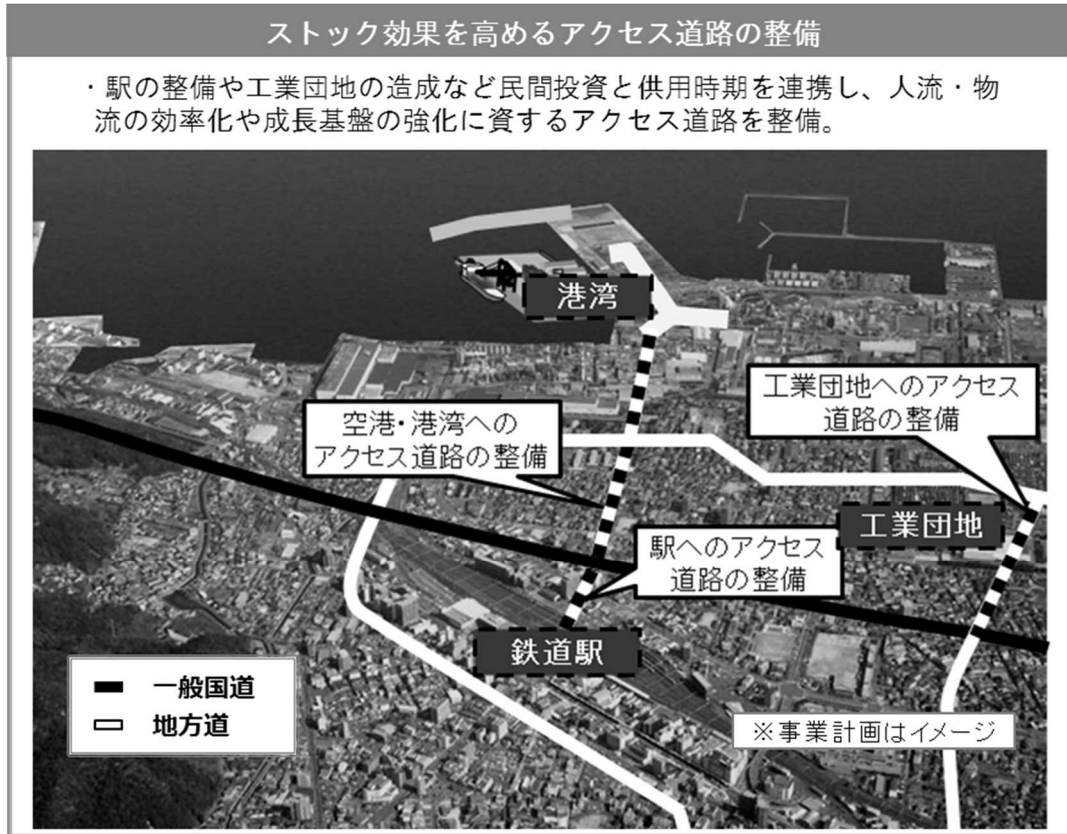 ストック効果を高めるアクセス道路の整備
・駅の整備や工業団地の造成など民間投資と供用時期を連携し、人流・物
流の効率化や成長基盤の強化に資するアクセス道路を整備。
港湾
工業団地へのアクセス
道路の整備
空港・港湾への
アクセス道路の整備
工業団地
駅へのアクセス
道路の整備
鉄道駅
一般国道
地方道
※事業計画はイメージ